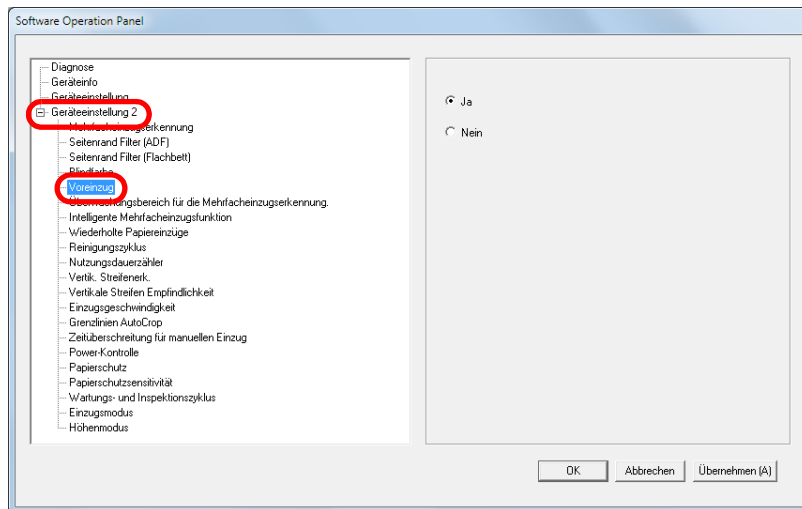 Software Operation Panel
Diagnose
Geräteinfo
Geräteeinstellung
Geräteeinstellung 2
Mehrfacheinzugserkennung
Seitenrand Filter (ADF)
Seitenrand Filter (Flachbett)
Blindfarbe
Voreinzug
Überwachungsbereich für die Mehrfacheinzugserkennung.
Intelligente Mehrfacheinzugsfunktion
Wiederholte Papiereinzüge
Reinigungszyklus
Nutzungsdauerzähler
Vertik. Streifenerk.
Vertikale Streifen Empfindlichkeit
Einzugsgeschwindigkeit
Grenzlinien AutoCrop
Zeitüberschreitung für manuellen Einzug
Power-Kontrolle
Papierschutz
Papierschutzsensitivität
Wartungs- und Inspektionszyklus
Einzugsmodus
Höhenmodus
Ja
Nein
OK Abbrechen Übernehmen (A)